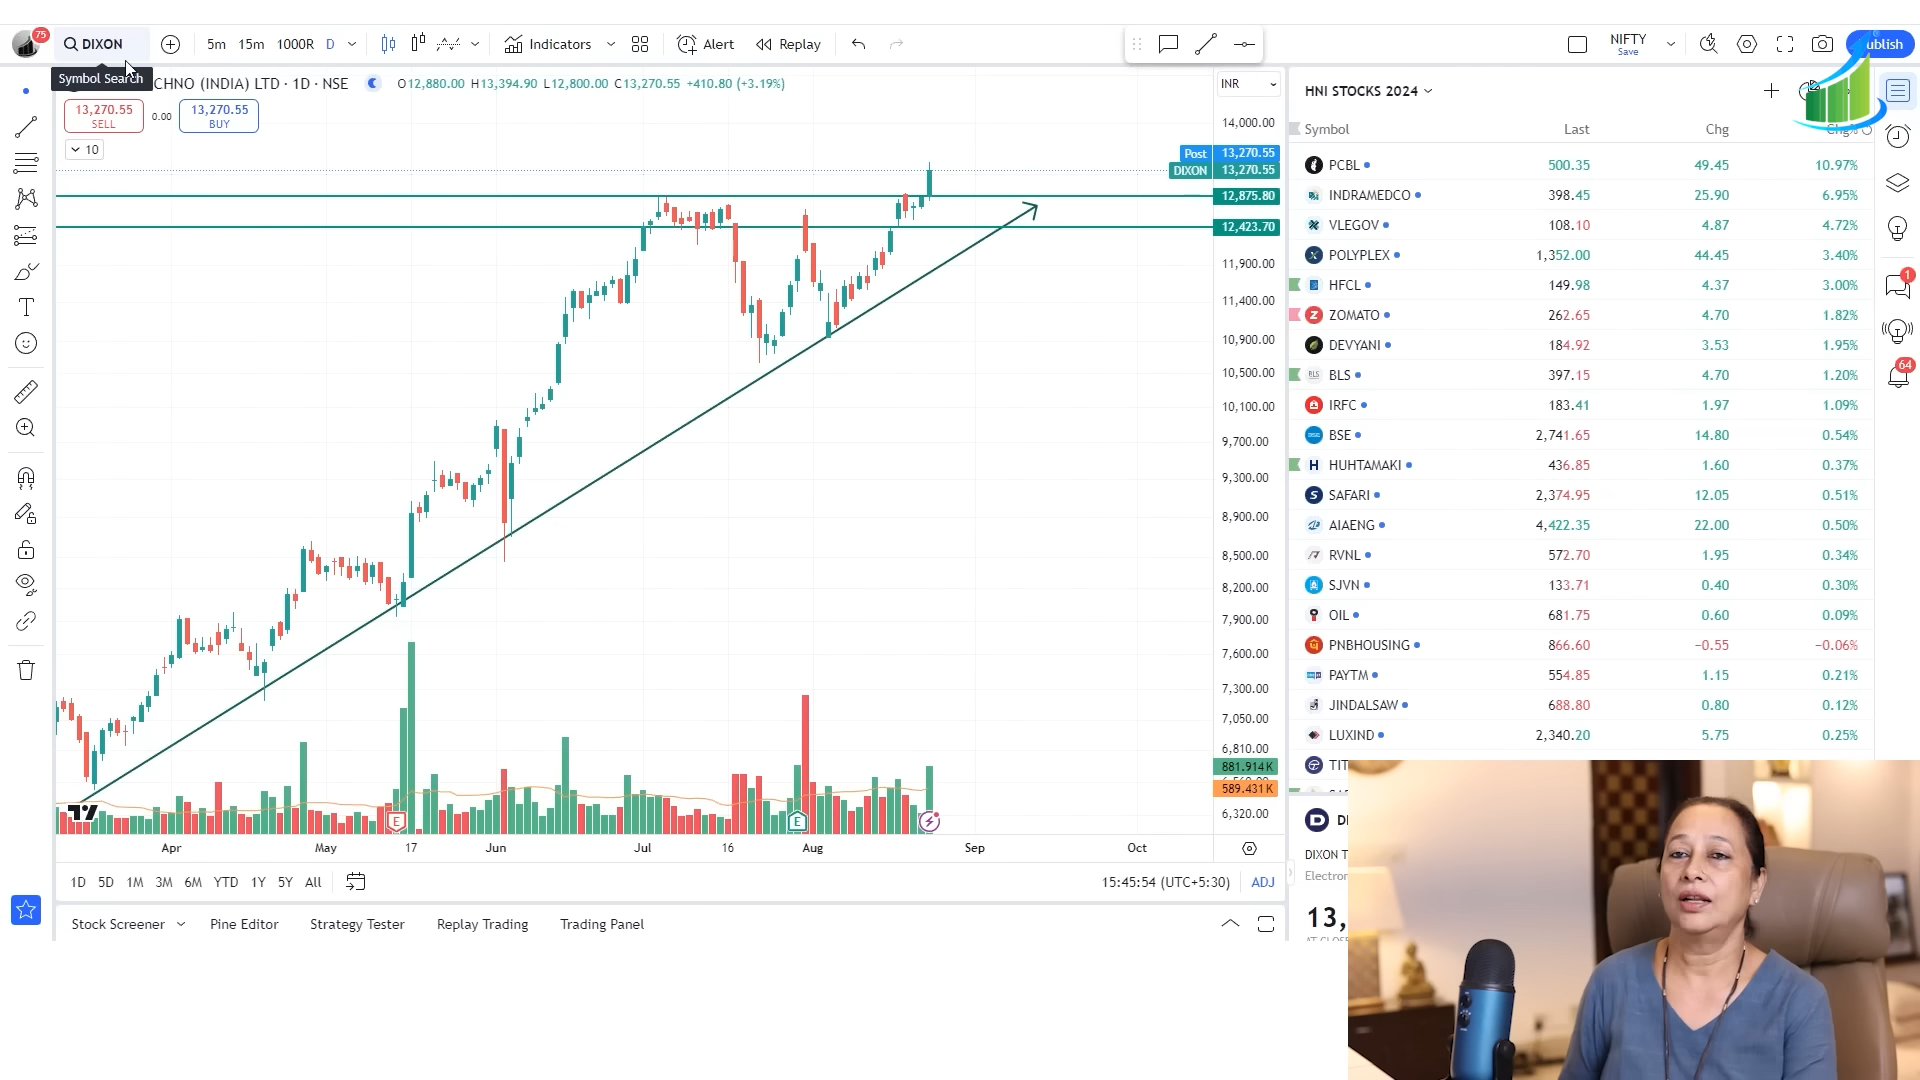 75
DIXON
5m 15m 1000R D
Indicators
Alert
Replay
NIFTY
Save
Symbol Search
CHNO (INDIA) LTD · 1D · NSE
O12,880.00 H13,394.90 L12,800.00 C13,270.55 +410.80 (+3.19%)
13,270.55
SELL
0.00
13,270.55
BUY
10
INR
14,000.00
Post 13,270.55
DIXON 13,270.55
12,875.80
12,423.70
11,900.00
11,400.00
10,900.00
10,500.00
10,100.00
9,700.00
9,300.00
8,900.00
8,500.00
8,200.00
7,900.00
7,600.00
7,300.00
7,050.00
6,810.00
881.914K
589.431K
6,320.00
E
E
Apr May 17 Jun Jul 16 Aug Sep Oct
1D 5D 1M 3M 6M YTD 1Y 5Y All
15:45:54 (UTC+5:30) ADJ
Stock Screener Pine Editor Strategy Tester Replay Trading Trading Panel
HNI STOCKS 2024
Symbol Last Chg Chg%
PCBL 500.35 49.45 10.97%
INDRAMEDCO 398.45 25.90 6.95%
VLEGOV 108.10 4.87 4.72%
POLYPLEX 1,352.00 44.45 3.40%
HFCL 149.98 4.37 3.00%
ZOMATO 262.65 4.70 1.82%
DEVYANI 184.92 3.53 1.95%
BLS 397.15 4.70 1.20%
IRFC 183.41 1.97 1.09%
BSE 2,741.65 14.80 0.54%
HUHTAMAKI 436.85 1.60 0.37%
SAFARI 2,374.95 12.05 0.51%
AIAENG 4,422.35 22.00 0.50%
RVNL 572.70 1.95 0.34%
SJVN 133.71 0.40 0.30%
OIL 681.75 0.60 0.09%
PNBHOUSING 866.60 −0.55 −0.06%
PAYTM 554.85 1.15 0.21%
JINDALSAW 688.80 0.80 0.12%
LUXIND 2,340.20 5.75 0.25%
TIT
DIXON T
Electron
13,
1
64